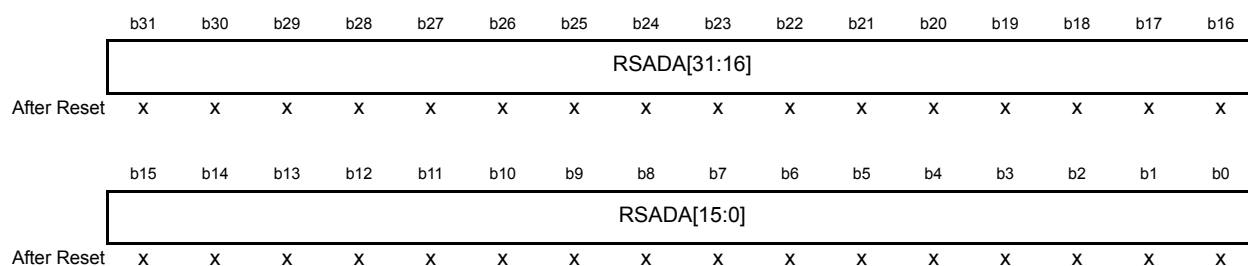 b31 b30 b29 b28 b27 b26 b25 b24 b23 b22 b21 b20 b19 b18 b17 b16
RSADA[31:16]
After Reset x x x x x x x x x x x x x x x x
b15 b14 b13 b12 b11 b10 b9 b8 b7 b6 b5 b4 b3 b2 b1 b0
RSADA[15:0]
After Reset x x x x x x x x x x x x x x x x